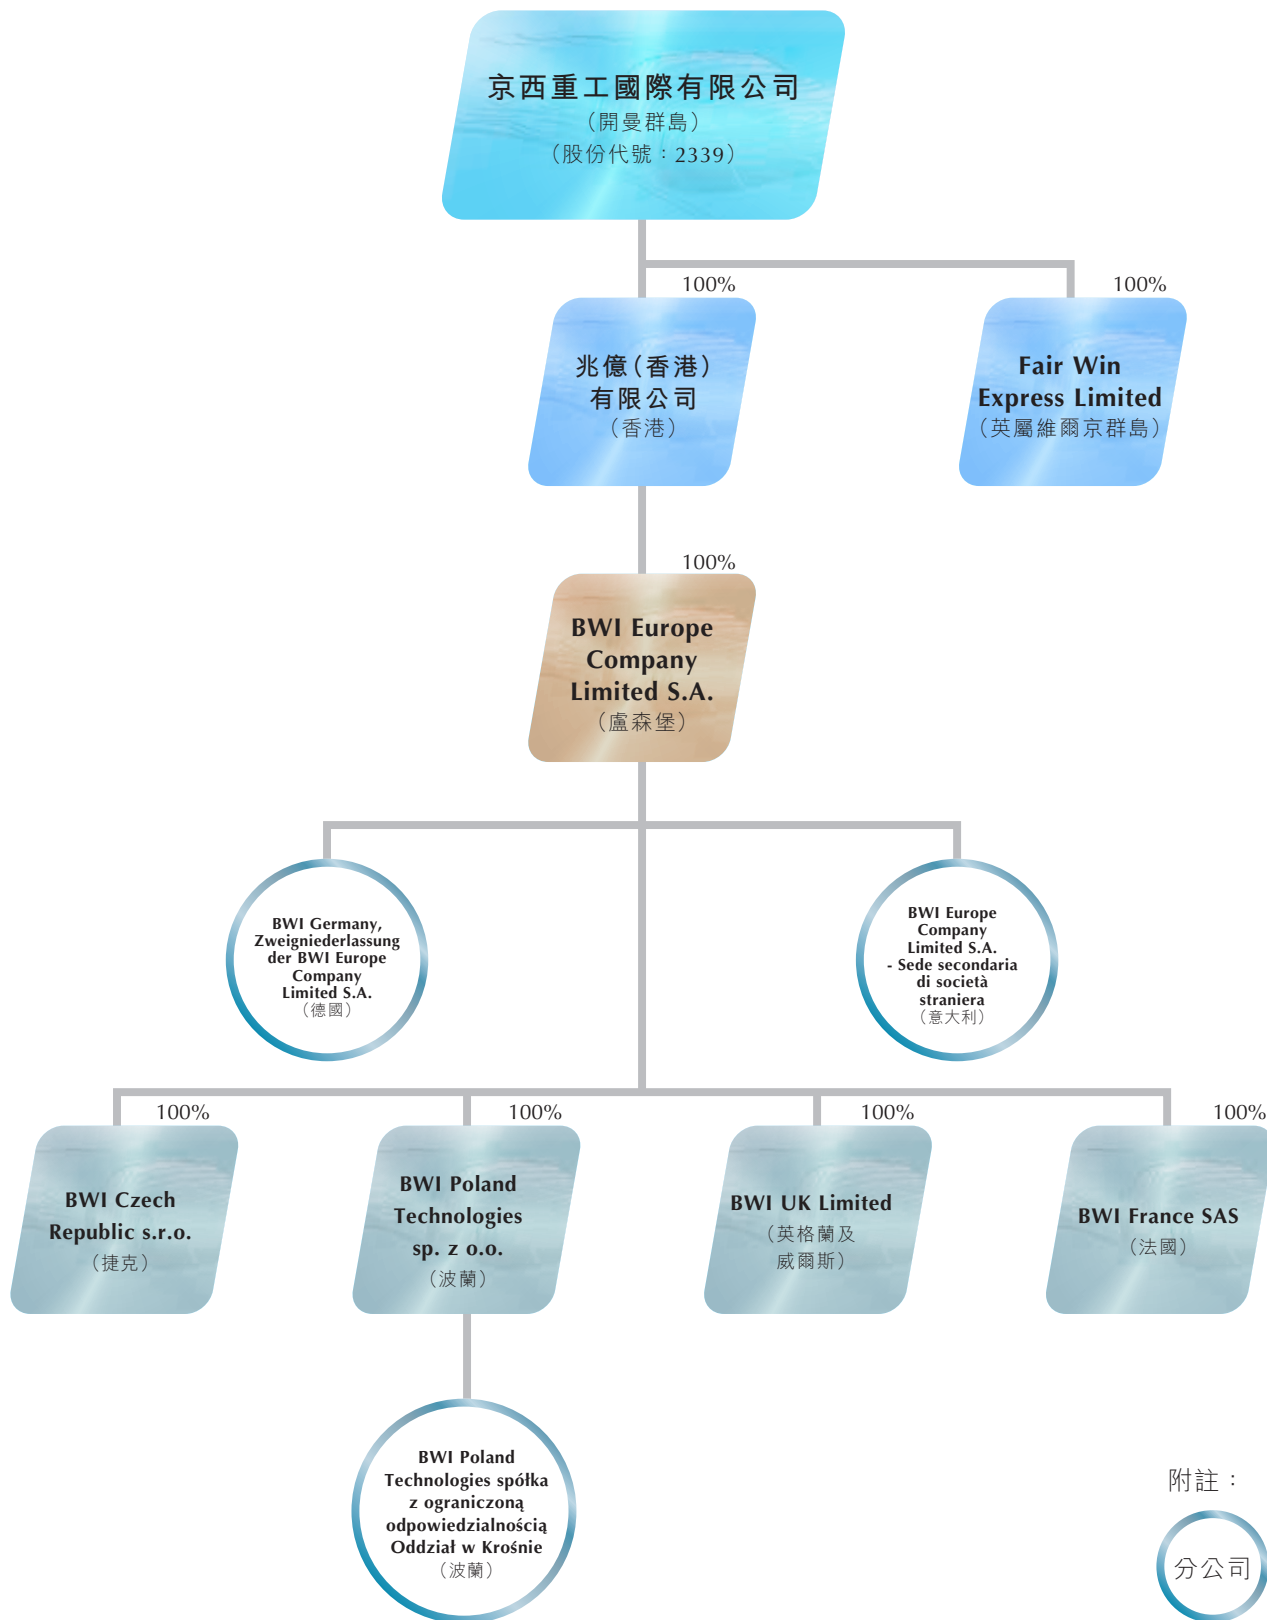 京西重工國際有限公司
（開曼群島）
（股份代號：2339）
100%
100%
兆億（香港）
有限公司
（香港）
Fair Win
Express Limited
（英屬維爾京群島）
100%
BWI Europe
Company
Limited S.A.
（盧森堡）
BWI Germany,
Zweigniederlassung
der BWI Europe
Company
Limited S.A.
（德國）
BWI Europe
Company
Limited S.A.
- Sede secondaria
di società
straniera
（意大利）
100%
100%
100%
100%
BWI Czech
Republic s.r.o.
（捷克）
BWI Poland
Technologies
sp. z o.o.
（波蘭）
BWI UK Limited
（英格蘭及
威爾斯）
BWI France SAS
（法國）
BWI Poland
Technologies spółka
z ograniczoną
odpowiedzialnością
Oddział w Krośnie
（波蘭）
附註：
分公司